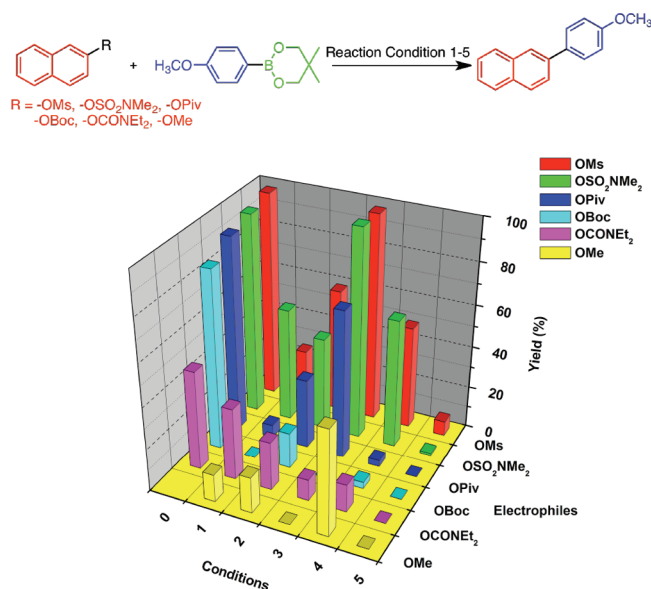 R
+
H₃CO
B
O
O
Reaction Condition 1-5
OCH₃
R = -OMs, -OSO₂NMe₂, -OPiv
-OBoc, -OCONEt₂, -OMe
OMs
OSO₂NMe₂
OPiv
OBoc
OCONEt₂
OMe
100
80
60
40
20
0
Yield (%)
OMs
OSO₂NMe₂
OPiv
OBoc
OCONEt₂
OMe
Electrophiles
0
1
2
3
4
5
Conditions